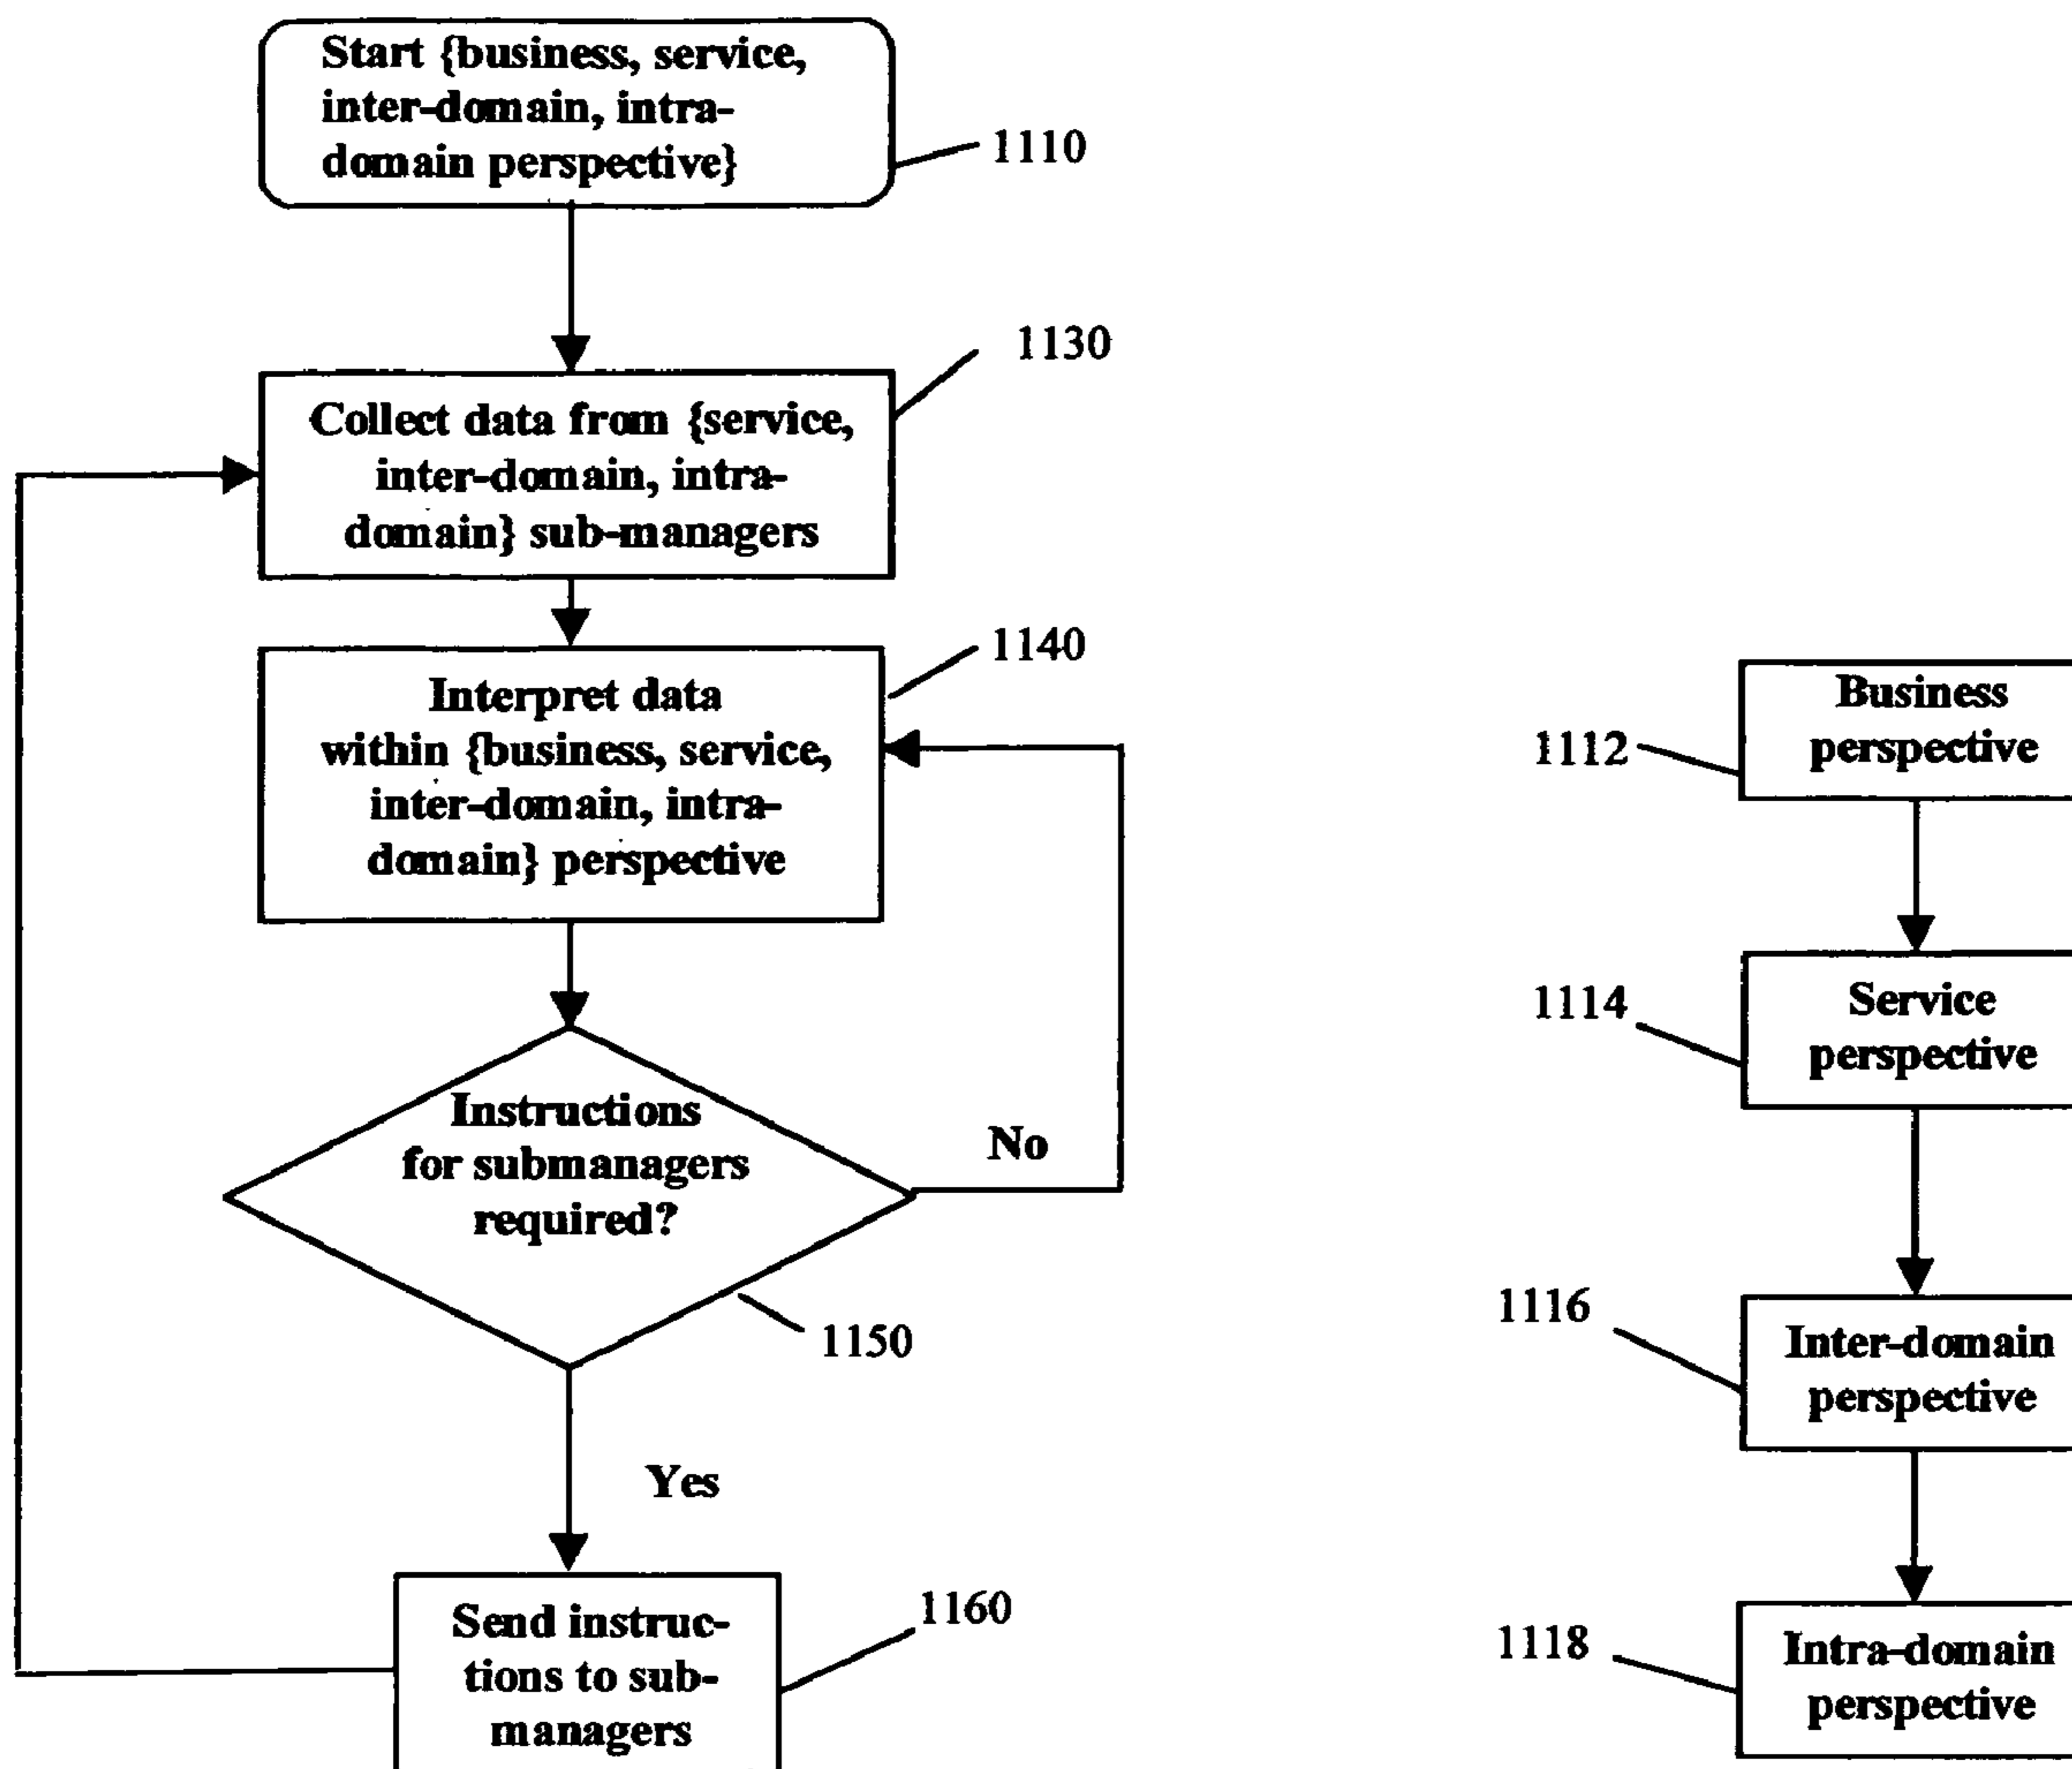 Start {business, service,
inter-domain, intra-
domain perspective}
1110
1130
Collect data from {service,
inter-domain, intra-
domain} sub-managers
1140
Interpret data
within {business, service,
inter-domain, intra-
domain} perspective
Instructions
for submanagers
required?
No
1150
Yes
1160
Send instruc-
tions to sub-
managers
Business
perspective
1112
Service
perspective
1114
1116
Inter-domain
perspective
1118
Intra-domain
perspective